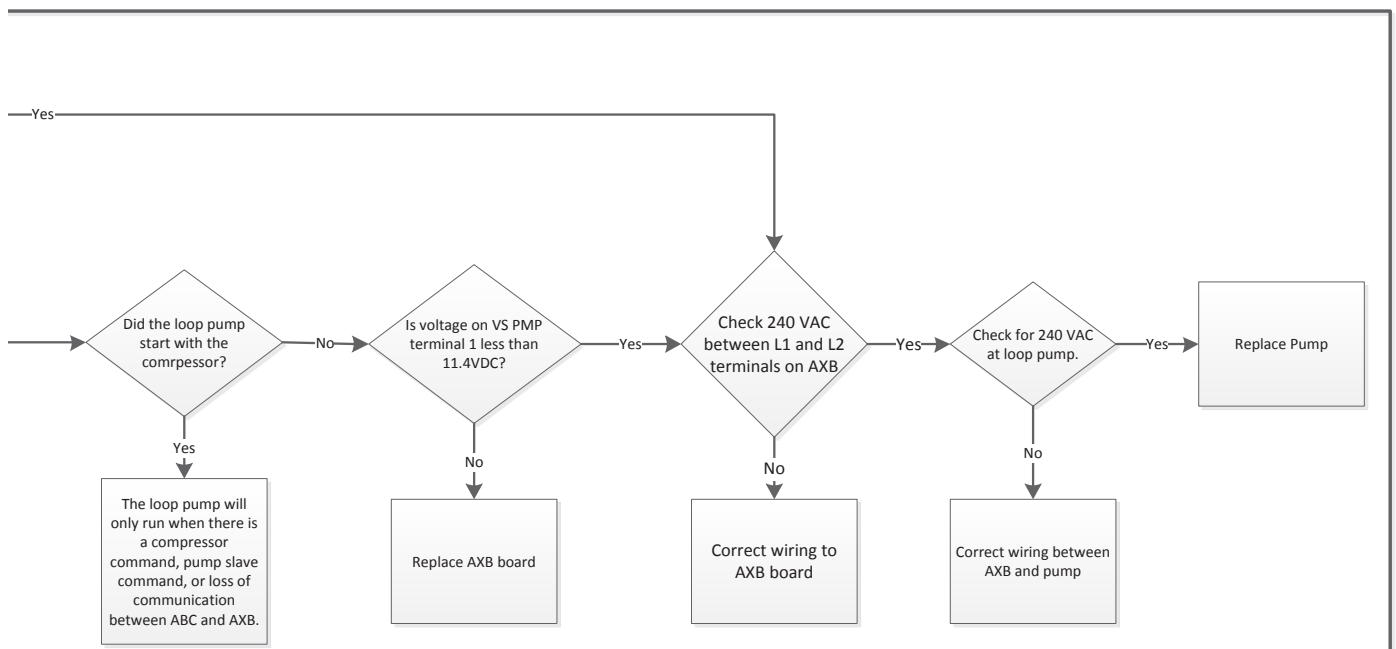 Yes
Did the loop pump
start with the
comrpessor?
No
Is voltage on VS PMP
terminal 1 less than
11.4VDC?
Yes
Check 240 VAC
between L1 and L2
terminals on AXB
Yes
Check for 240 VAC
at loop pump.
Yes
Replace Pump
Yes
No
No
No
The loop pump will
only run when there is
a compressor
command, pump slave
command, or loss of
communication
between ABC and AXB.
Replace AXB board
Correct wiring to
AXB board
Correct wiring between
AXB and pump